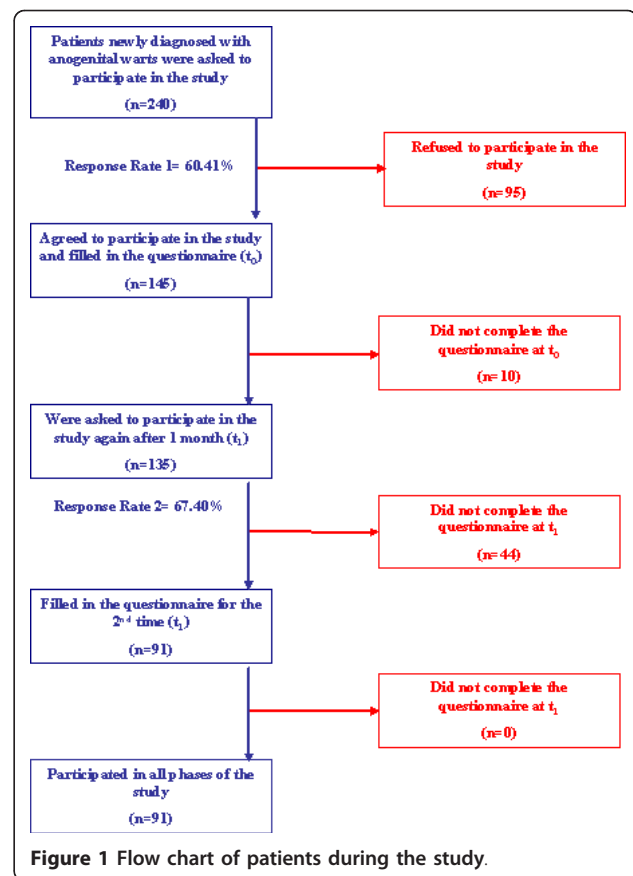 Patients newly diagnosed with
anogenital warts were asked to
participate in the study
(n=240)
Response Rate 1= 60.41%
Refused to participate in the
study
(n=95)
Agreed to participate in the study
and filled in the questionnaire (t0)
(n=145)
Did not complete the
questionnaire at t0
(n=10)
Were asked to participate in the
study again after 1 month (t1)
(n=135)
Response Rate 2= 67.40%
Did not complete the
questionnaire at t1
(n=44)
Filled in the questionnaire for the
2nd time (t1)
(n=91)
Did not complete the
questionnaire at t1
(n=0)
Participated in all phases of the
study
(n=91)
Figure 1 Flow chart of patients during the study.